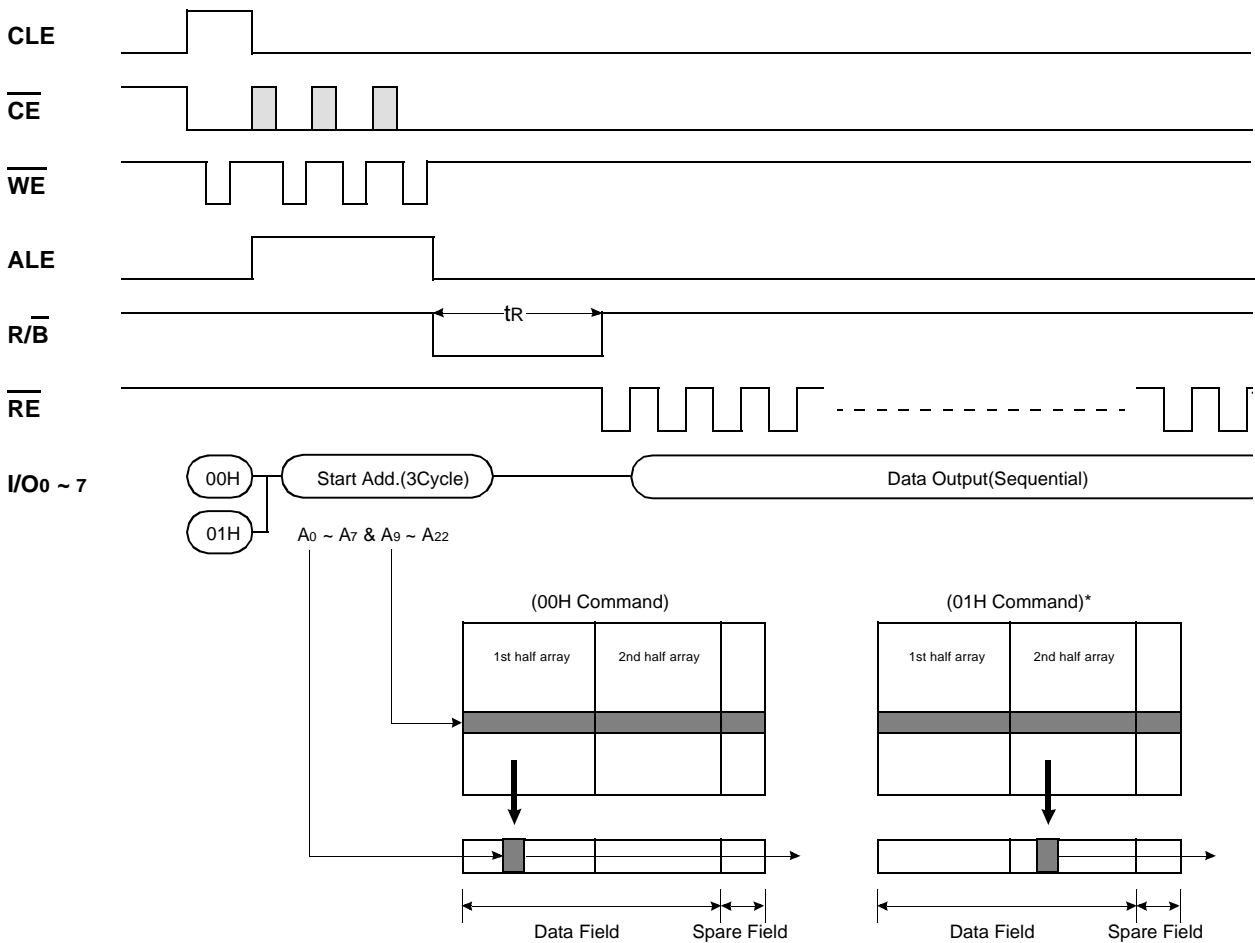 CLE
CE
WE
ALE
R/B
tR
RE
I/O0 ~ 7
00H
Start Add.(3Cycle)
Data Output(Sequential)
01H
A0 ~ A7 & A9 ~ A22
(00H Command)
(01H Command)*
1st half array
2nd half array
1st half array
2nd half array
Data Field
Spare Field
Data Field
Spare Field